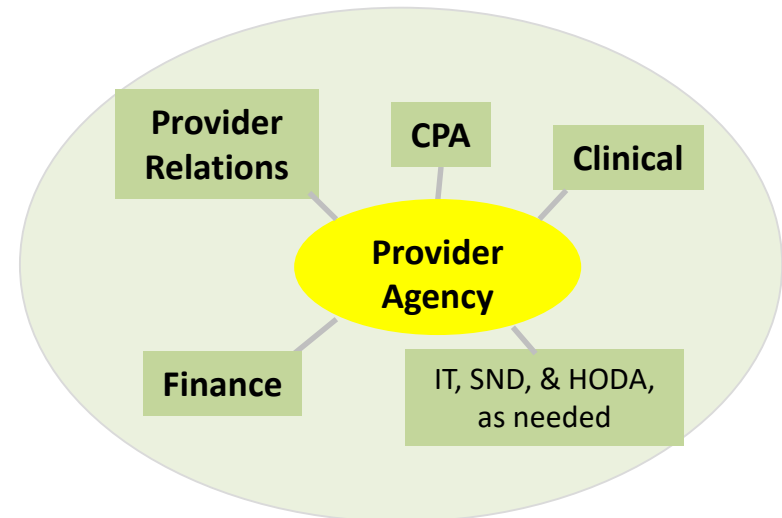 Provider
Relations
CPA
Clinical
Provider
Agency
Finance
IT, SND, & HODA,
as needed